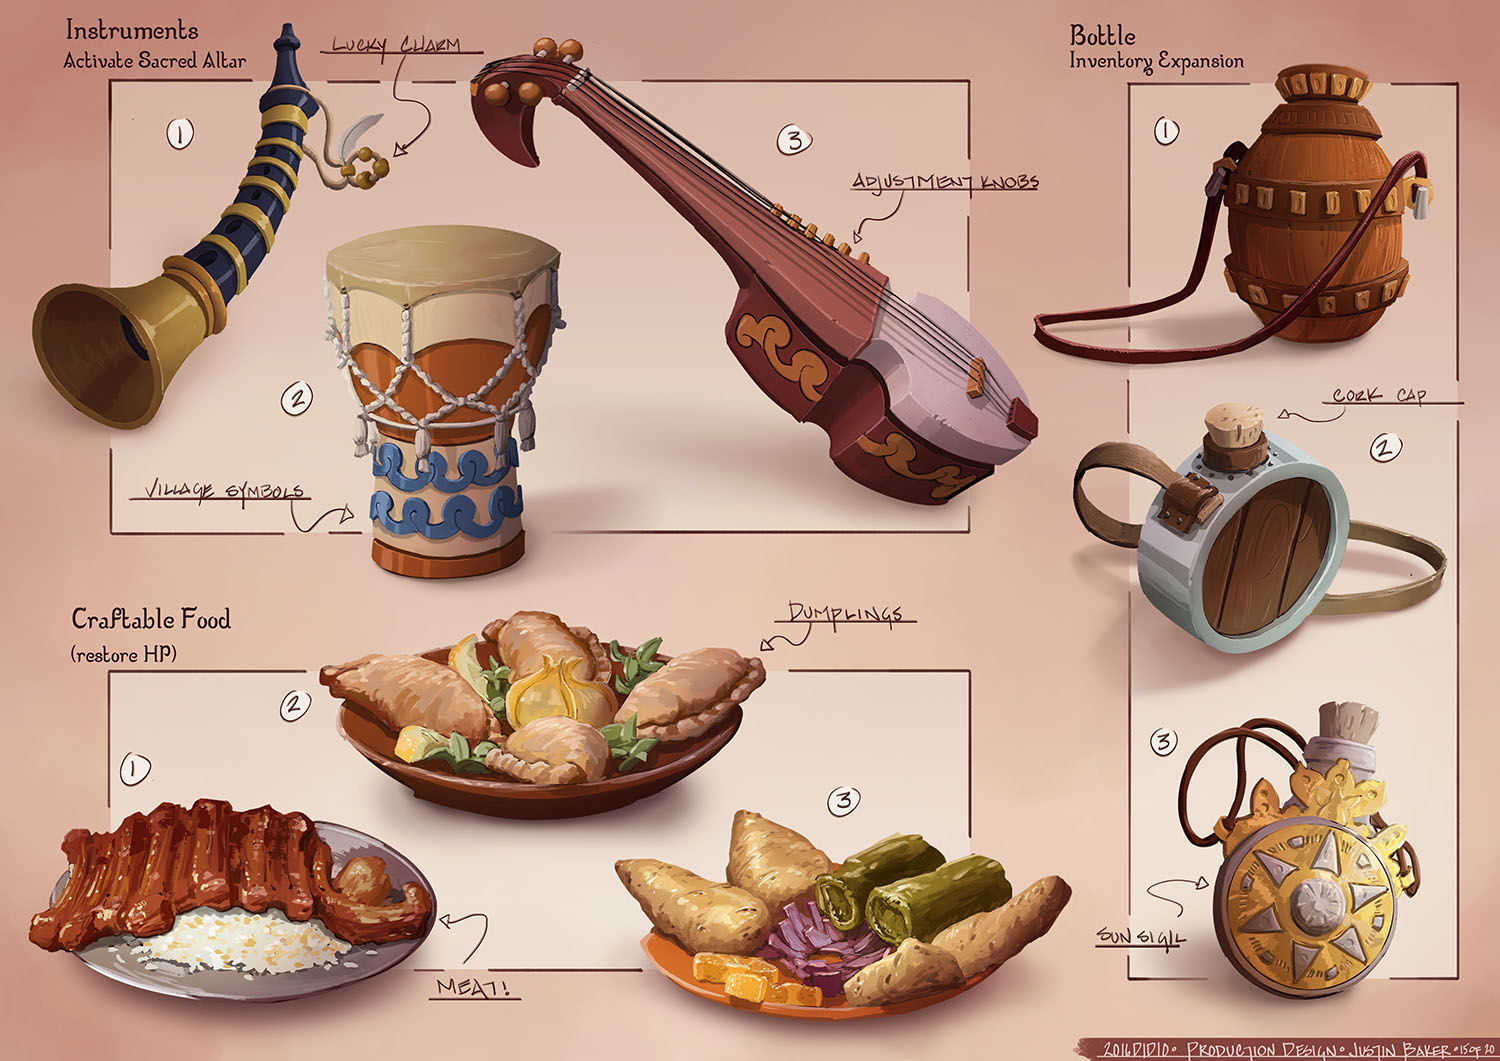 Instruments
Activate Sacred Altar
LUCKY CHARM
1
3
ADJUSTMENT KNOBS
2
VILLAGE SYMBOLS
Bottle
Inventory Expansion
1
CORK CAP
2
3
SUN SIGIL
Craftable Food
(restore HP)
DUMPLINGS
2
1
3
MEAT!
PRODUCTION DESIGN • JUSTIN BAKER • 15 OF 20